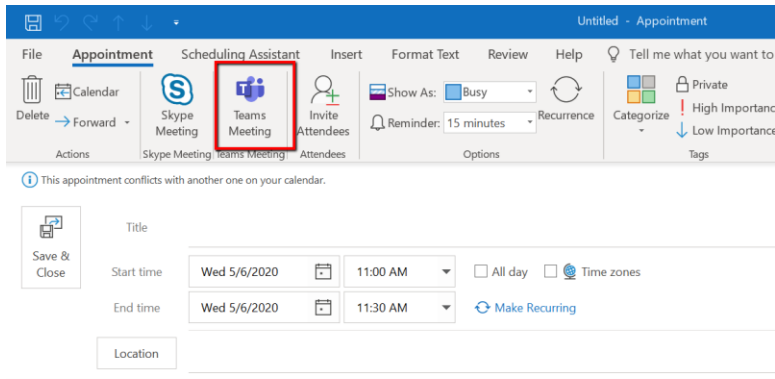 Untitled - Appointment
File Appointment Scheduling Assistant Insert Format Text Review Help Tell me what you want to
Delete
Calendar
Forward
Actions
Skype
Meeting
Skype Meeting
Teams
Meeting
Teams Meeting
Invite
Attendees
Attendees
Show As: Busy
Reminder: 15 minutes
Recurrence
Options
Categorize
Private
High Importanc
Low Importance
Tags
i This appointment conflicts with another one on your calendar.
Save &
Close
Title
Start time Wed 5/6/2020 11:00 AM All day Time zones
End time Wed 5/6/2020 11:30 AM Make Recurring
Location